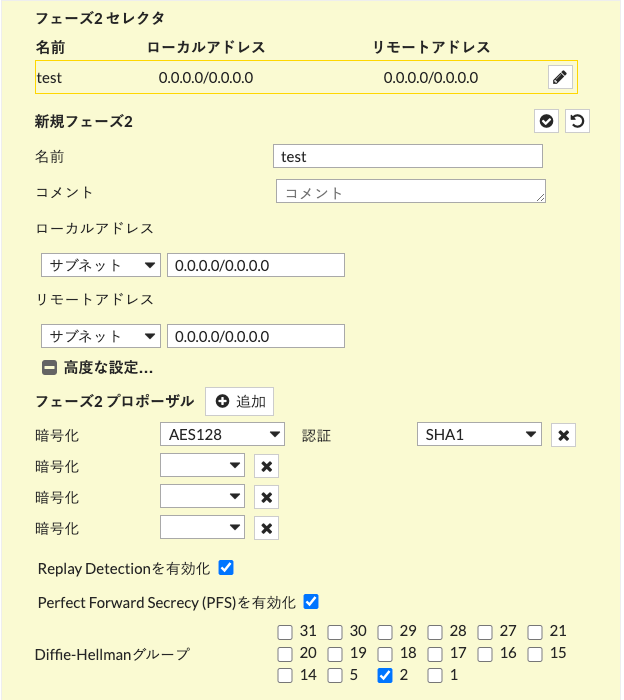 フェーズ2 セレクタ
名前 ローカルアドレス リモートアドレス
test 0.0.0.0/0.0.0.0 0.0.0.0/0.0.0.0
新規フェーズ2
名前 test
コメント コメント
ローカルアドレス
サブネット 0.0.0.0/0.0.0.0
リモートアドレス
サブネット 0.0.0.0/0.0.0.0
高度な設定...
フェーズ2 プロポーザル 追加
暗号化 AES128 認証 SHA1
暗号化
暗号化
暗号化
Replay Detectionを有効化
Perfect Forward Secrecy (PFS)を有効化
31 30 29 28 27 21
Diffie-Hellmanグループ 20 19 18 17 16 15
14 5 2 1